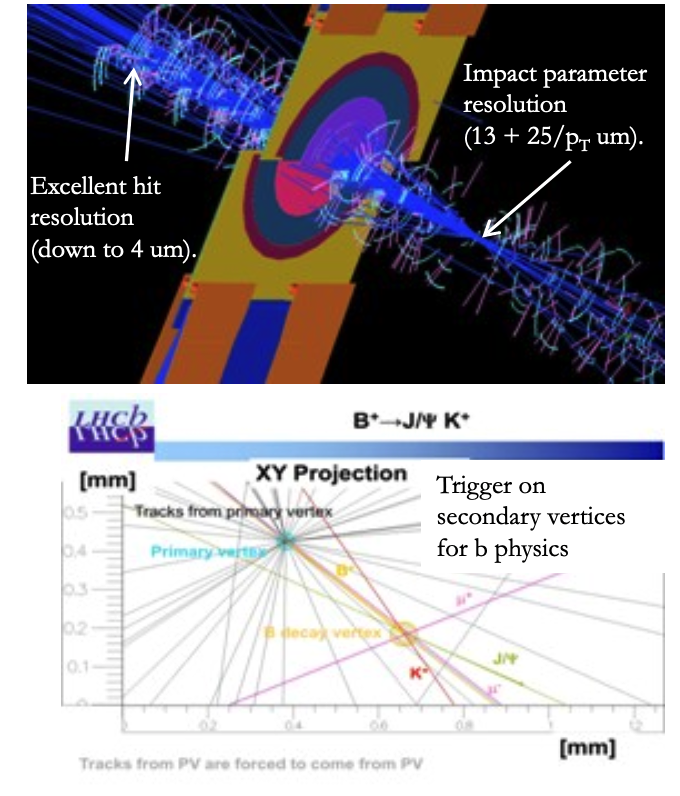 Impact parameter
resolution
(13 + 25/pT um).
Excellent hit
resolution
(down to 4 um).
LHCb
B⁺→J/Ψ K⁺
[mm]
XY Projection
Trigger on
secondary vertices
for b physics
0.5
Tracks from primary vertex
0.4
Primary vertex
B⁺
0.3
μ⁺
0.2
B decay vertex
J/Ψ
0.1
K⁺
μ⁻
0
0.2
0.4
0.6
0.8
1
1.2
[mm]
Tracks from PV are forced to come from PV